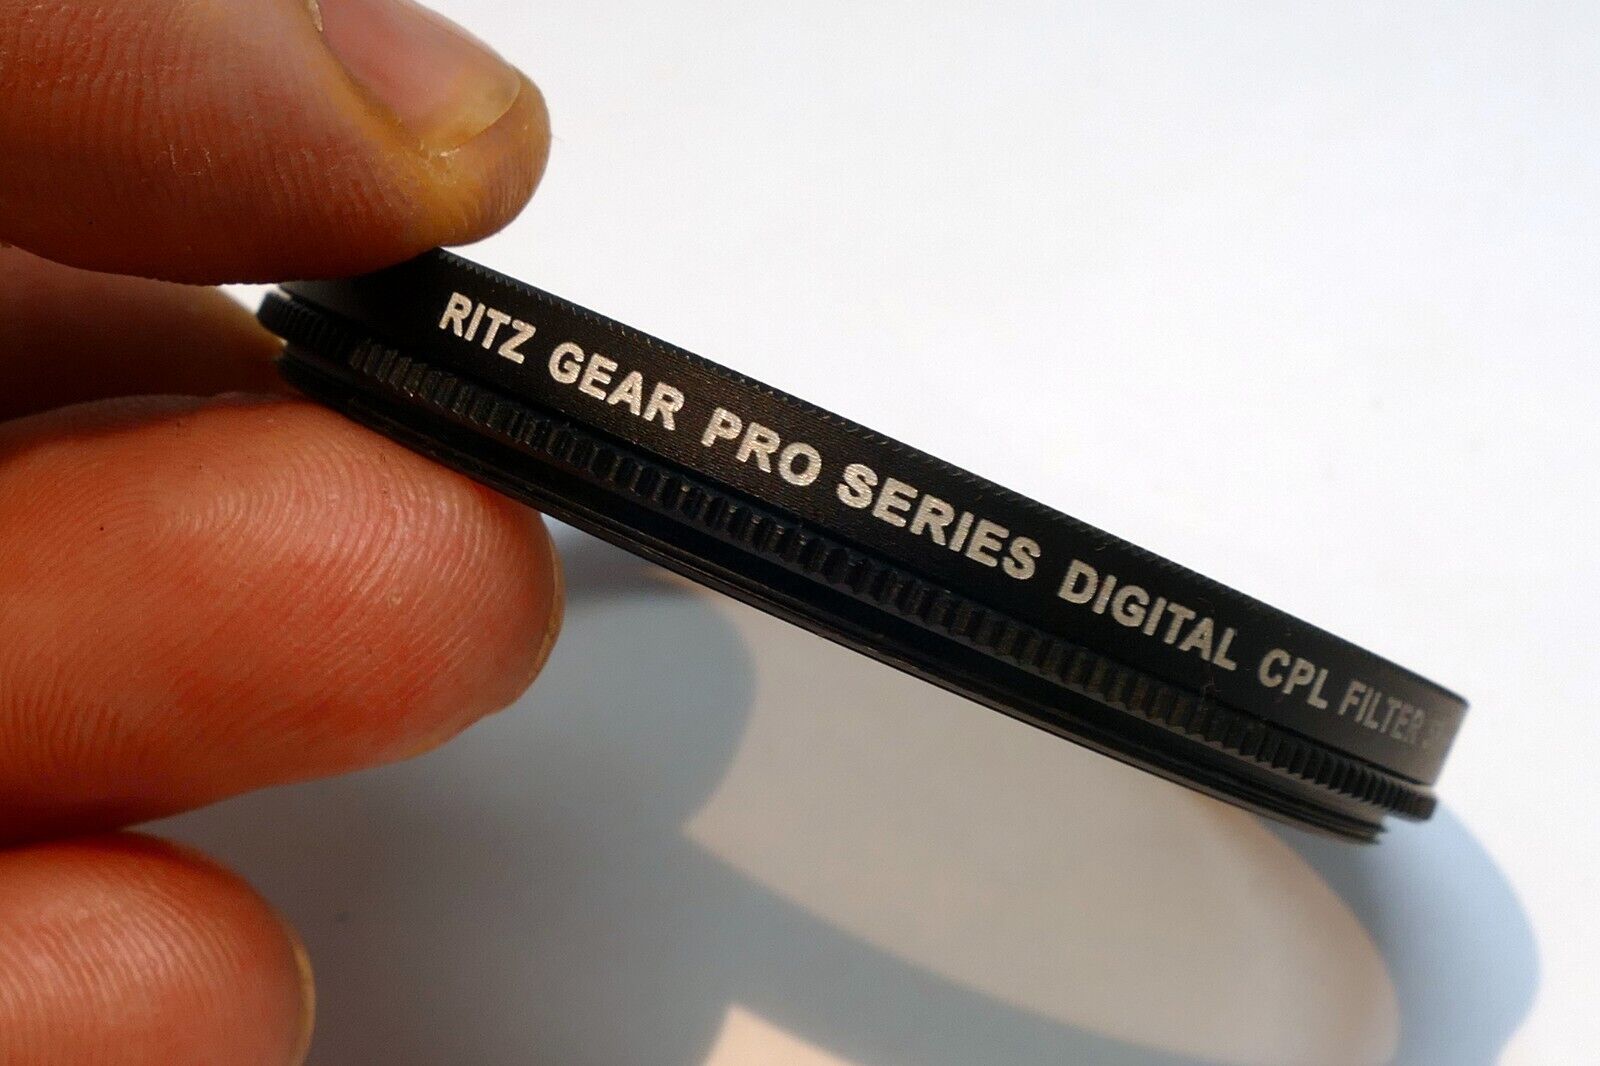 RITZ GEAR PRO SERIES DIGITAL CPL FILTER